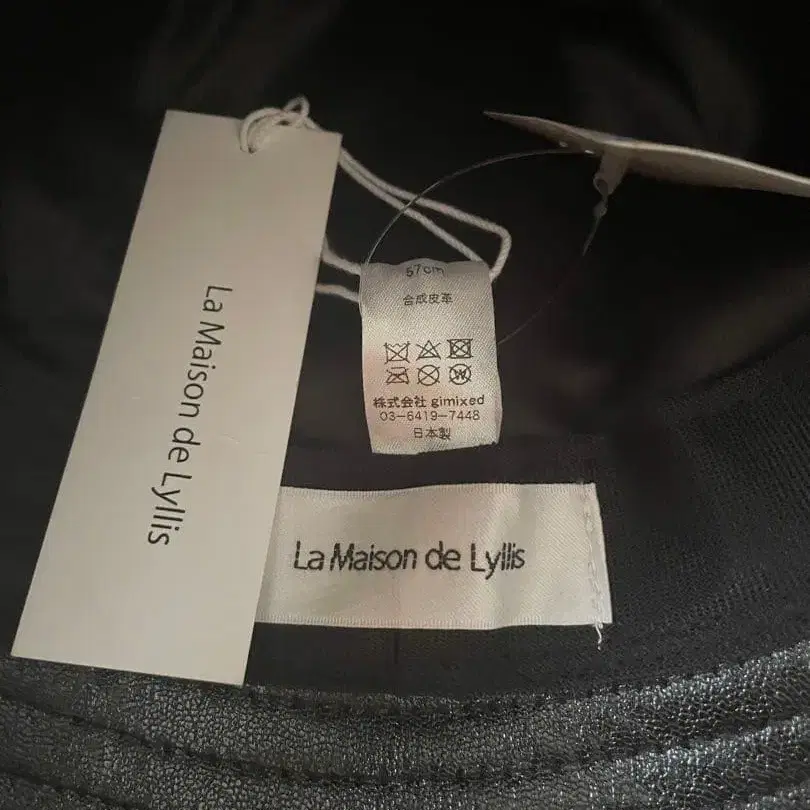 La Maison de Lyllis
57cm
合成皮革
株式会社 gimixed
03-6419-7448
日本製
La Maison de Lyllis